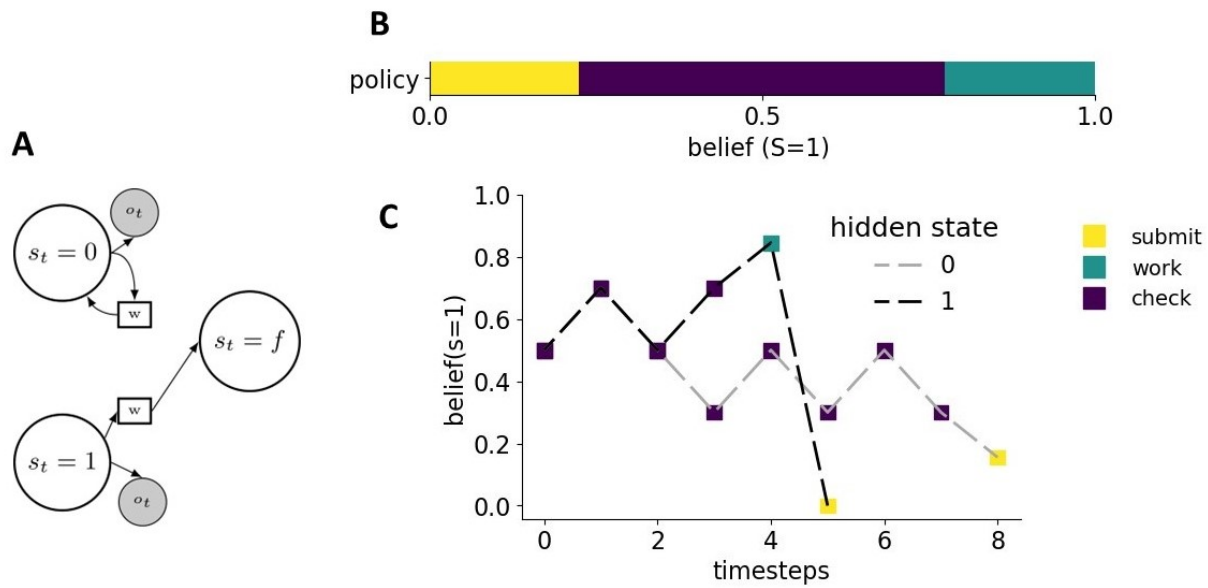 B
policy
0.0 0.5 1.0
belief (S=1)
A
o_t
s_t = 0
w
s_t = f
w
s_t = 1
o_t
C
belief(s=1)
1.0
0.8
0.6
0.4
0.2
0.0
0 2 4 6 8
timesteps
hidden state
0
1
submit
work
check